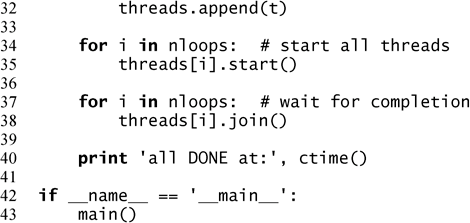 32          threads.append(t)
33
34      for i in nloops:  # start all threads
35          threads[i].start()
36
37      for i in nloops:  # wait for completion
38          threads[i].join()
39
40      print 'all DONE at:', ctime()
41
42  if __name__ == '__main__':
43      main()